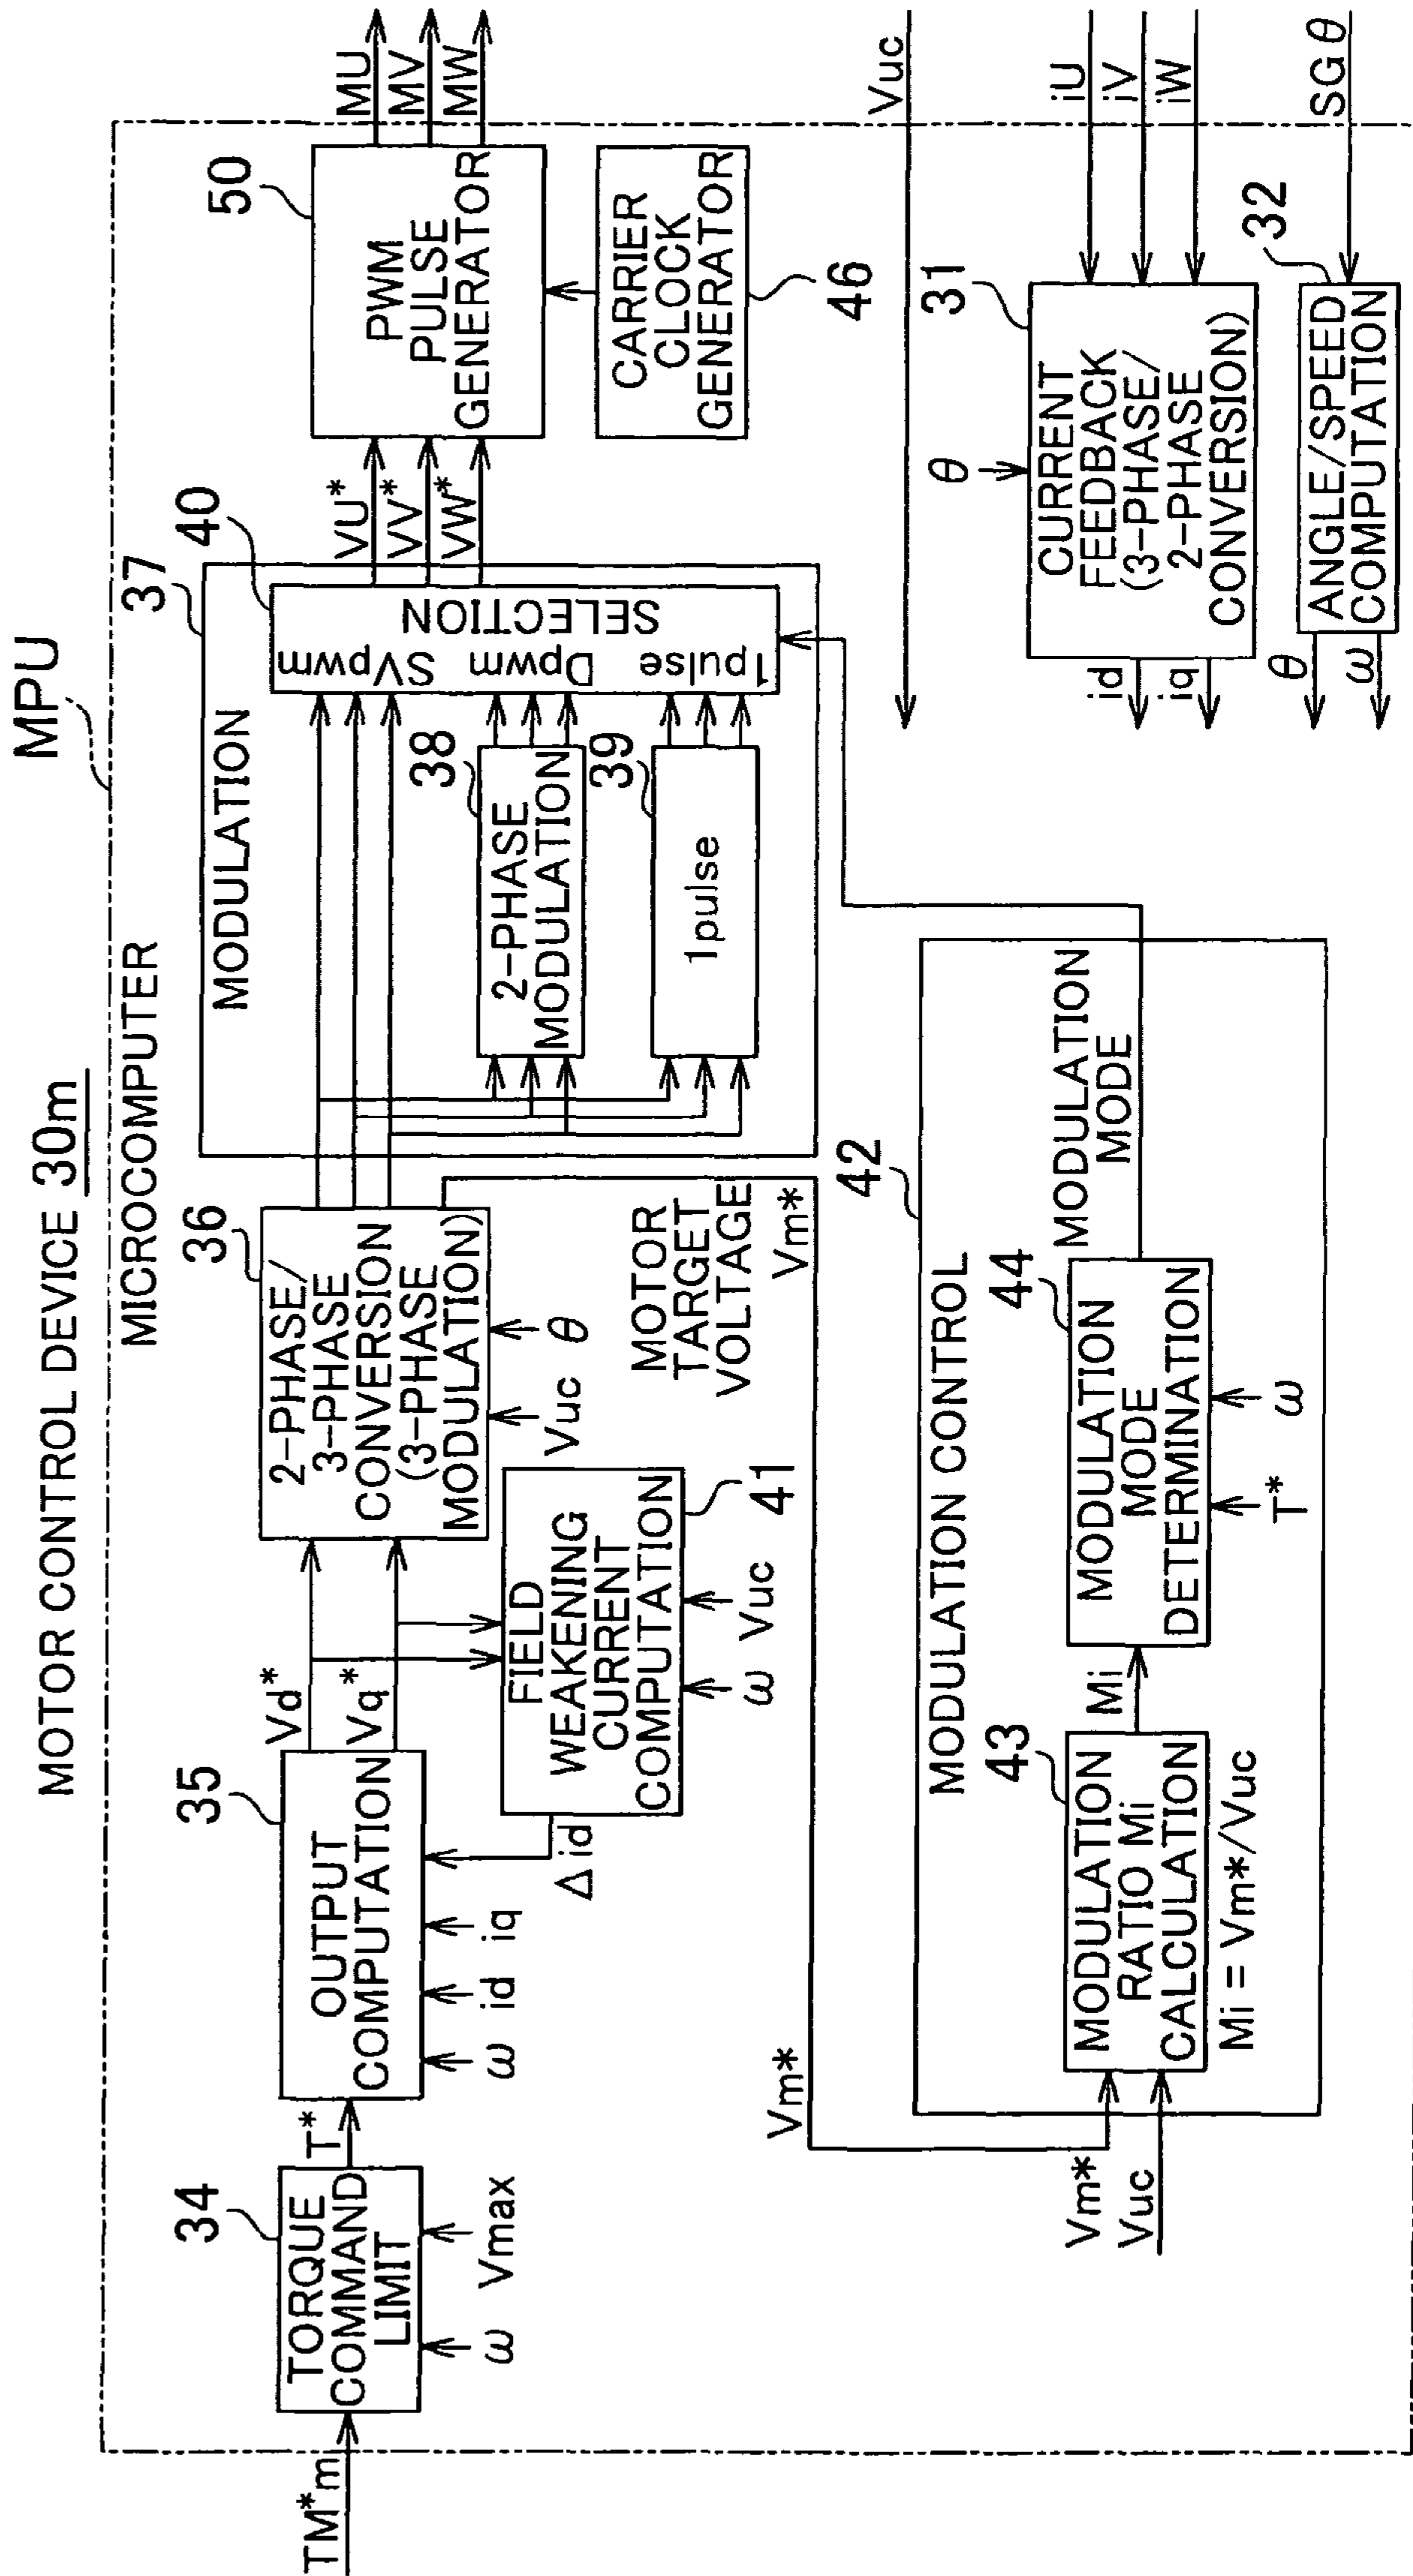 MOTOR CONTROL DEVICE 30m
MPU
MICROCOMPUTER
TM*m
34
TORQUE
COMMAND
LIMIT
ω
Vmax
T*
35
OUTPUT
COMPUTATION
ω
id
iq
Δid
Vd*
Vq*
FIELD
WEAKENING
CURRENT
COMPUTATION
41
ω
Vuc
36
2-PHASE/
3-PHASE
CONVERSION
(3-PHASE
MODULATION)
Vuc
θ
MOTOR
TARGET
VOLTAGE
Vm*
37
MODULATION
38
2-PHASE
MODULATION
39
1pulse
40
SVpwm
Dpwm
1pulse
SELECTION
VU*
VV*
VW*
50
PWM
PULSE
GENERATOR
MU
MV
MW
CARRIER
CLOCK
GENERATOR
46
Vm*
Vm*
Vuc
42
MODULATION CONTROL
43
MODULATION
RATIO Mi
CALCULATION
Mi = Vm*/Vuc
Mi
44
MODULATION
MODE
DETERMINATION
T*
ω
MODULATION
MODE
Vuc
θ
31
CURRENT
FEEDBACK
(3-PHASE/
2-PHASE
CONVERSION)
id
iq
iU
iV
iW
32
ANGLE/SPEED
COMPUTATION
θ
ω
SGθ